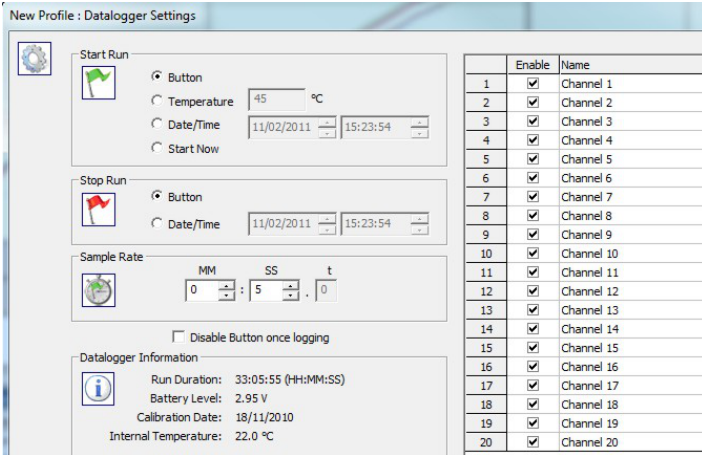 New Profile : Datalogger Settings
Start Run
Button
Temperature 45 °C
Date/Time 11/02/2011 15:23:54
Start Now
Stop Run
Button
Date/Time 11/02/2011 15:23:54
Sample Rate
MM SS t
0 : 5 . 0
Disable Button once logging
Datalogger Information
Run Duration: 33:05:55 (HH:MM:SS)
Battery Level: 2.95 V
Calibration Date: 18/11/2010
Internal Temperature: 22.0 °C
Enable Name
1 Channel 1
2 Channel 2
3 Channel 3
4 Channel 4
5 Channel 5
6 Channel 6
7 Channel 7
8 Channel 8
9 Channel 9
10 Channel 10
11 Channel 11
12 Channel 12
13 Channel 13
14 Channel 14
15 Channel 15
16 Channel 16
17 Channel 17
18 Channel 18
19 Channel 19
20 Channel 20